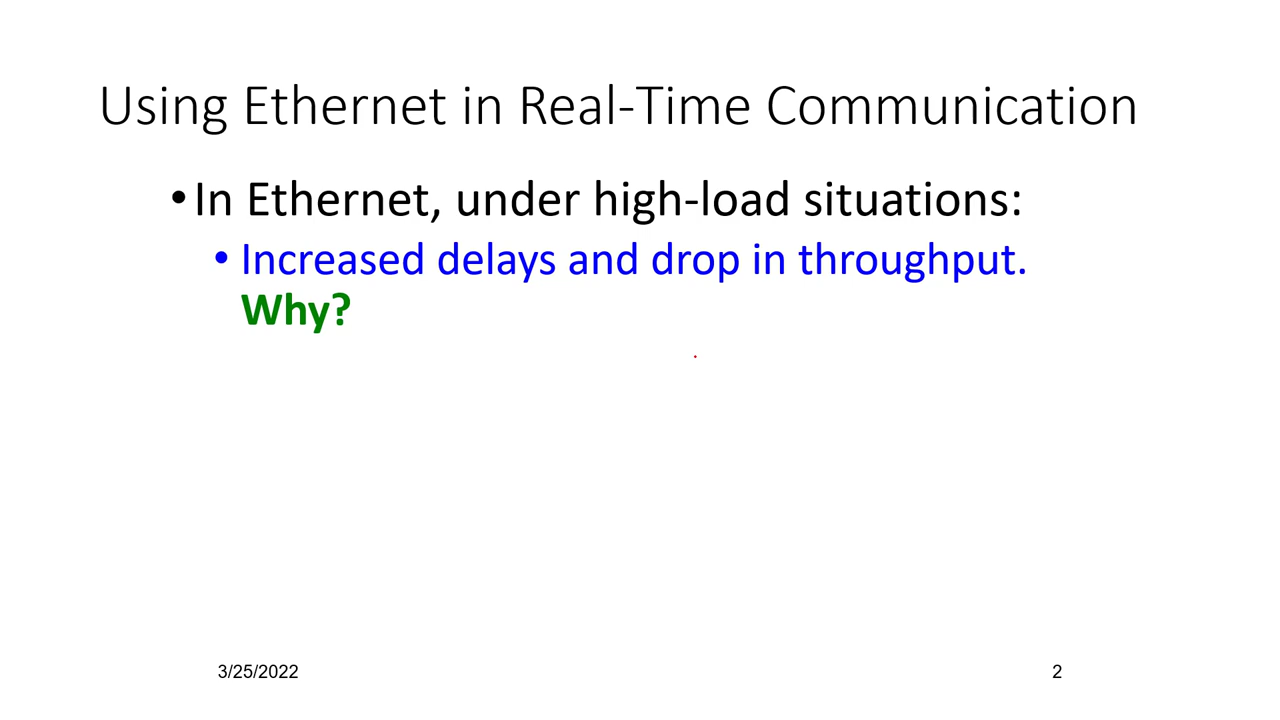 Using Ethernet in Real-Time Communication
•In Ethernet, under high-load situations:
• Increased delays and drop in throughput.
Why?
3/25/2022
2